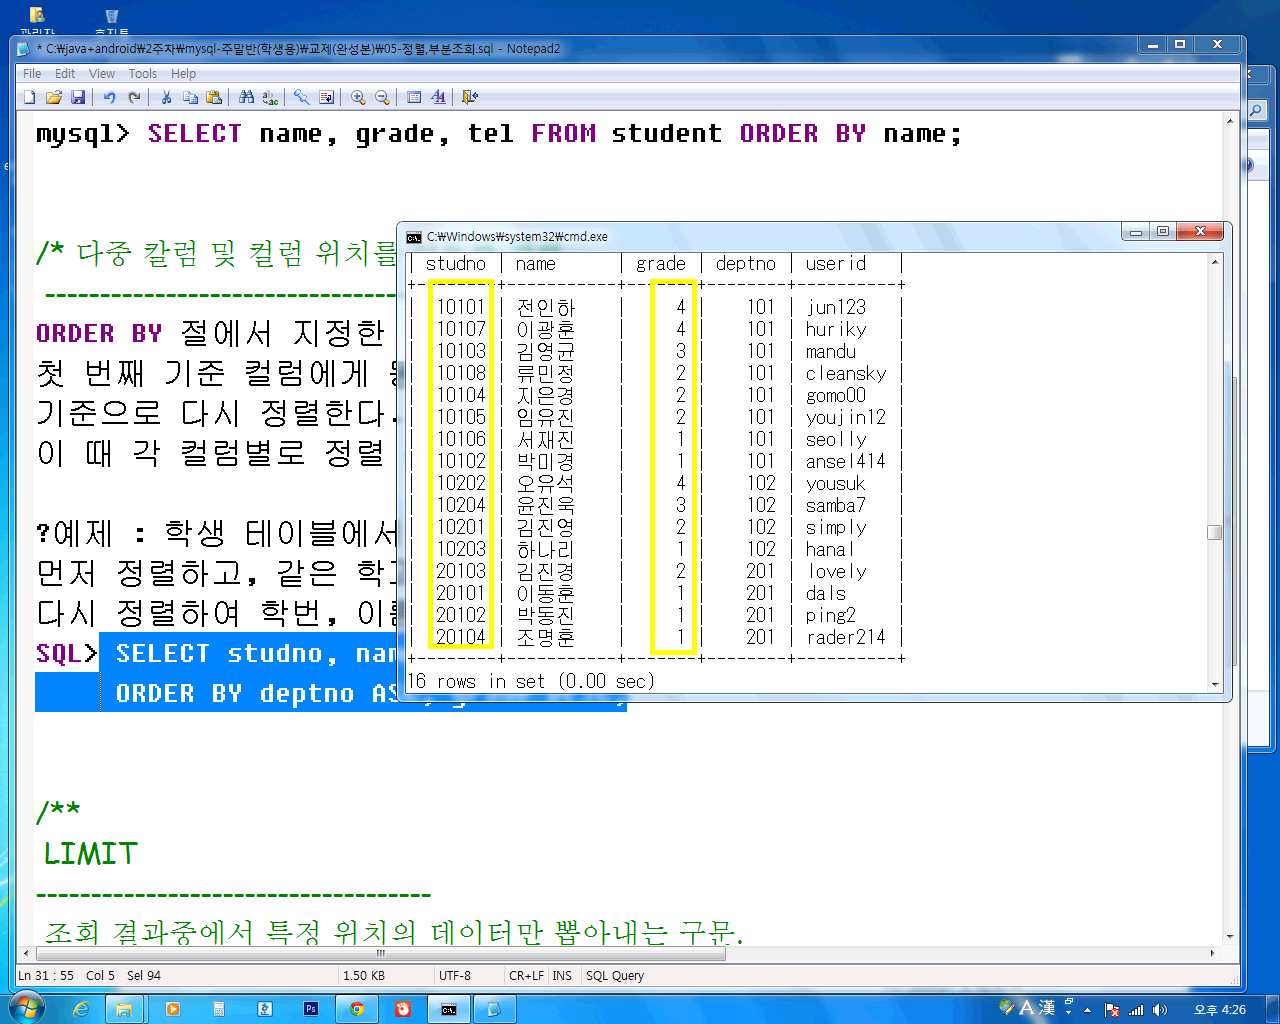 관리자 휴지통
* C:₩java+android₩2주차₩mysql-주말반(학생용)₩교제(완성본)₩05-정렬,부분조회.sql - Notepad2
File Edit View Tools Help
mysql> SELECT name, grade, tel FROM student ORDER BY name;
/* 다중 칼럼 및 컬럼 위치를
------------------------------
ORDER BY 절에서 지정한
첫 번째 기준 컬럼에게
기준으로 다시 정렬한다.
이 때 각 컬럼별로 정렬
?예제 : 학생 테이블에서
먼저 정렬하고, 같은
다시 정렬하여 학번,
SQL> SELECT studno,
ORDER BY deptno
C:₩Windows₩system32₩cmd.exe
| studno | name | grade | deptno | userid |
+--------+-----------+-------+--------+----------+
| 10101 | 전인하 | 4 | 101 | jun123 |
| 10107 | 이광훈 | 4 | 101 | huriky |
| 10103 | 김영균 | 3 | 101 | mandu |
| 10108 | 류민정 | 2 | 101 | cleansky |
| 10104 | 지은경 | 2 | 101 | gomo00 |
| 10105 | 임유진 | 2 | 101 | youjin12 |
| 10106 | 서재진 | 1 | 101 | seolly |
| 10102 | 박미경 | 1 | 101 | ansel414 |
| 10202 | 오유석 | 4 | 102 | yousuk |
| 10204 | 윤진욱 | 3 | 102 | samba7 |
| 10201 | 김진영 | 2 | 102 | simply |
| 10203 | 하나리 | 1 | 102 | hanal |
| 20103 | 김진경 | 2 | 201 | lovely |
| 20101 | 이동훈 | 1 | 201 | dals |
| 20102 | 박동진 | 1 | 201 | ping2 |
| 20104 | 조명훈 | 1 | 201 | rader214 |
+--------+-----------+-------+--------+----------+
16 rows in set (0.00 sec)
/**
LIMIT
------------------------------------
조회 결과중에서 특정 위치의 데이터만 뽑아내는 구문.
Ln 31 : 55 Col 5 Sel 94 1.50 KB UTF-8 CR+LF INS SQL Query
A 漢 오후 4:26